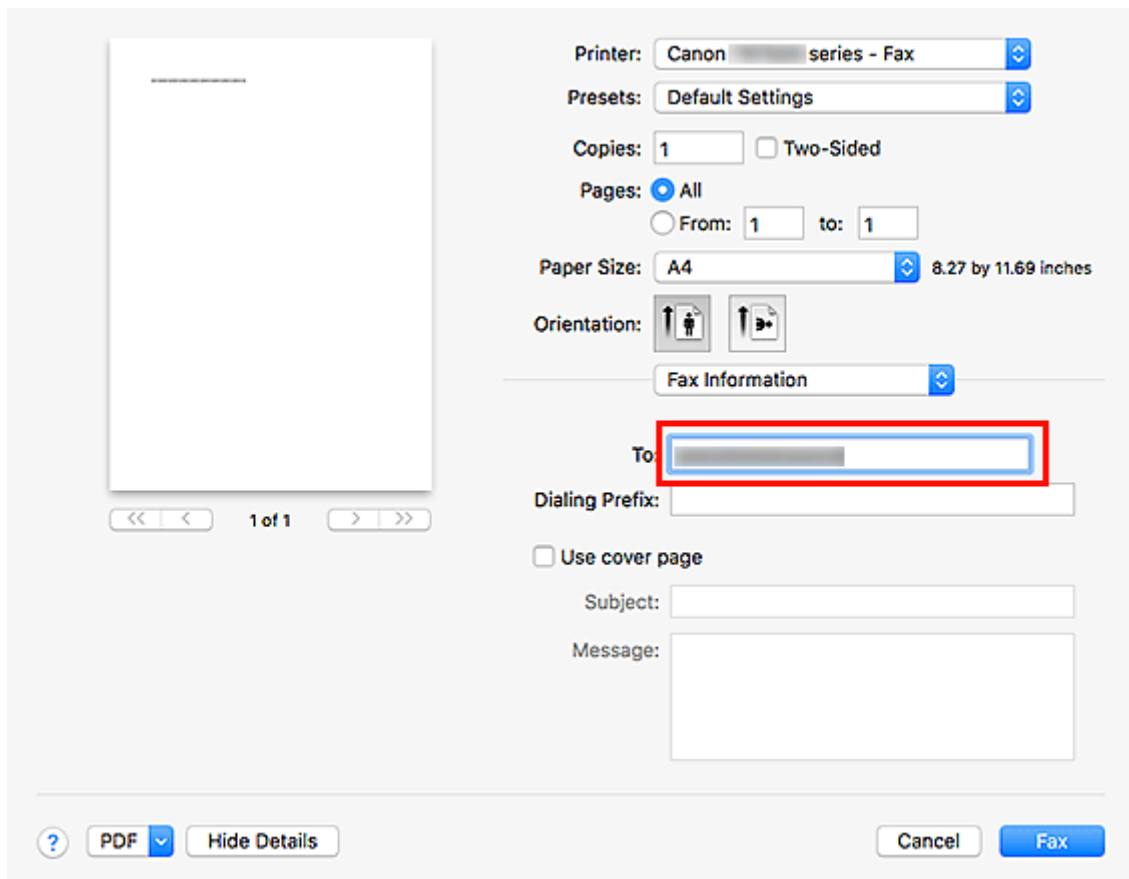 Printer: Canon series - Fax
Presets: Default Settings
Copies: 1 Two-Sided
Pages: All
From: 1 to: 1
Paper Size: A4 8.27 by 11.69 inches
Orientation:
Fax Information
To:
Dialing Prefix:
1 of 1
Use cover page
Subject:
Message:
? PDF Hide Details Cancel Fax